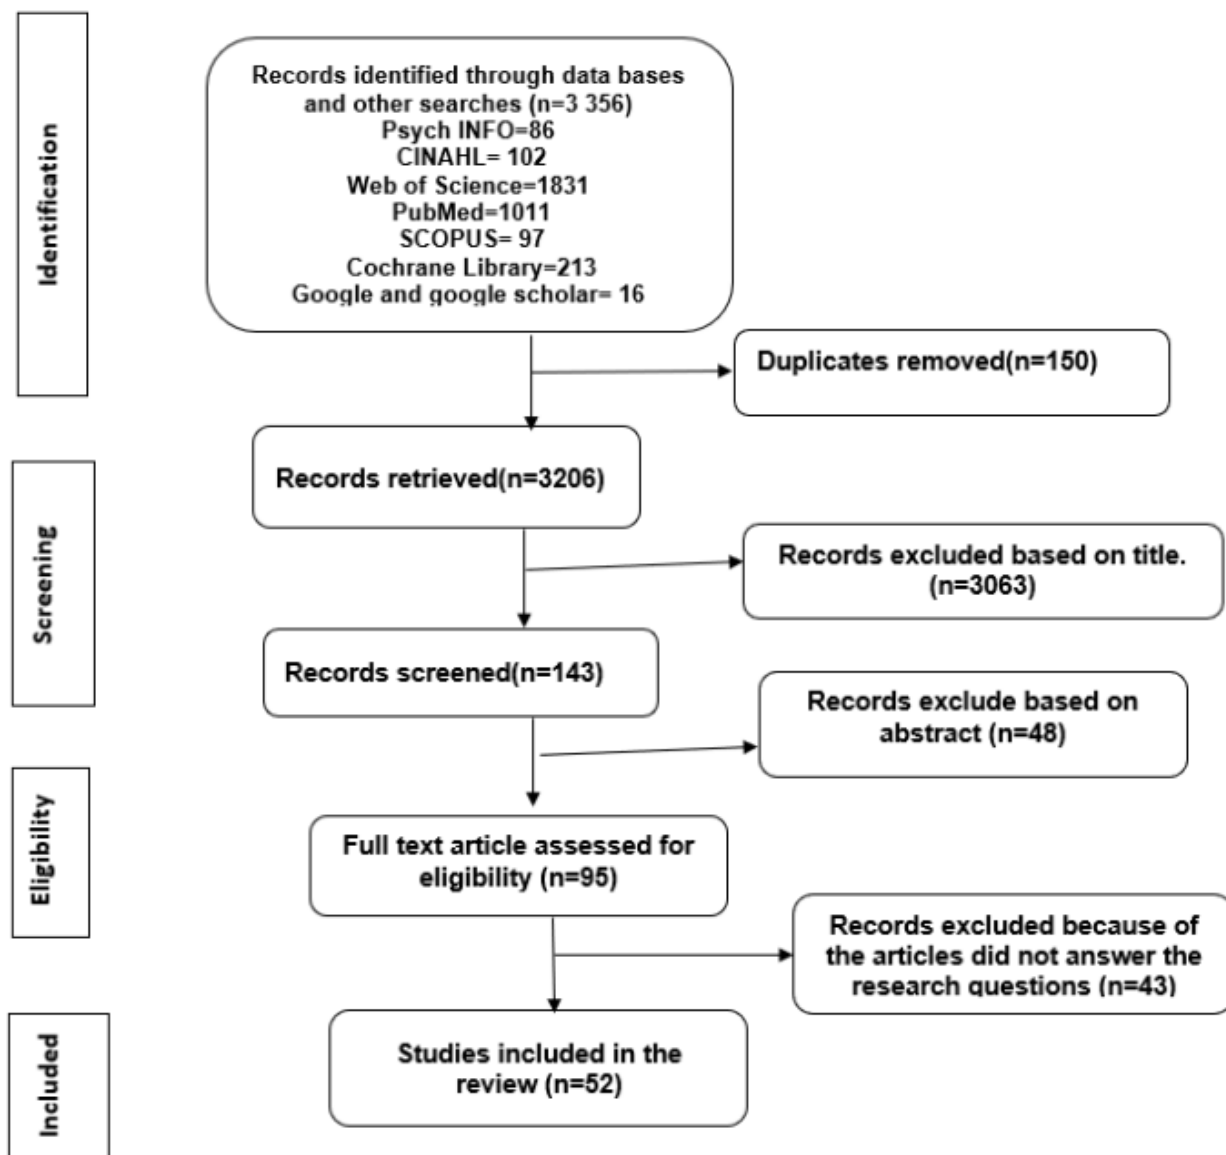 Identification
Records identified through data bases
and other searches (n=3 356)
Psych INFO=86
CINAHL= 102
Web of Science=1831
PubMed=1011
SCOPUS= 97
Cochrane Library=213
Google and google scholar= 16
Duplicates removed(n=150)
Screening
Records retrieved(n=3206)
Records excluded based on title.
(n=3063)
Records screened(n=143)
Records exclude based on
abstract (n=48)
Eligibility
Full text article assessed for
eligibility (n=95)
Records excluded because of
the articles did not answer the
research questions (n=43)
Included
Studies included in the
review (n=52)